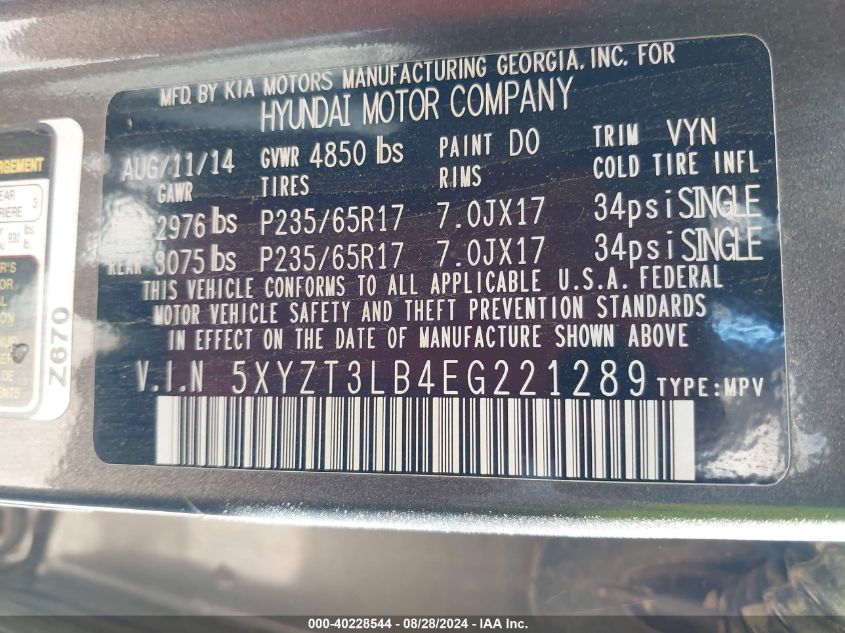 MFD. BY KIA MOTORS MANUFACTURING GEORGIA, INC. FOR
HYUNDAI MOTOR COMPANY
AUG/11/14 GVWR 4850 lbs PAINT DO TRIM VYN
GAWR TIRES RIMS COLD TIRE INFL
2976 lbs P235/65R17 7.0JX17 34psi SINGLE
REAR 3075 lbs P235/65R17 7.0JX17 34psi SINGLE
THIS VEHICLE CONFORMS TO ALL APPLICABLE U.S.A. FEDERAL
MOTOR VEHICLE SAFETY AND THEFT PREVENTION STANDARDS
IN EFFECT ON THE DATE OF MANUFACTURE SHOWN ABOVE
V.I.N 5XYZT3LB4EG221289 TYPE:MPV
Z670
000-40228544 - 08/28/2024 - IAA Inc.